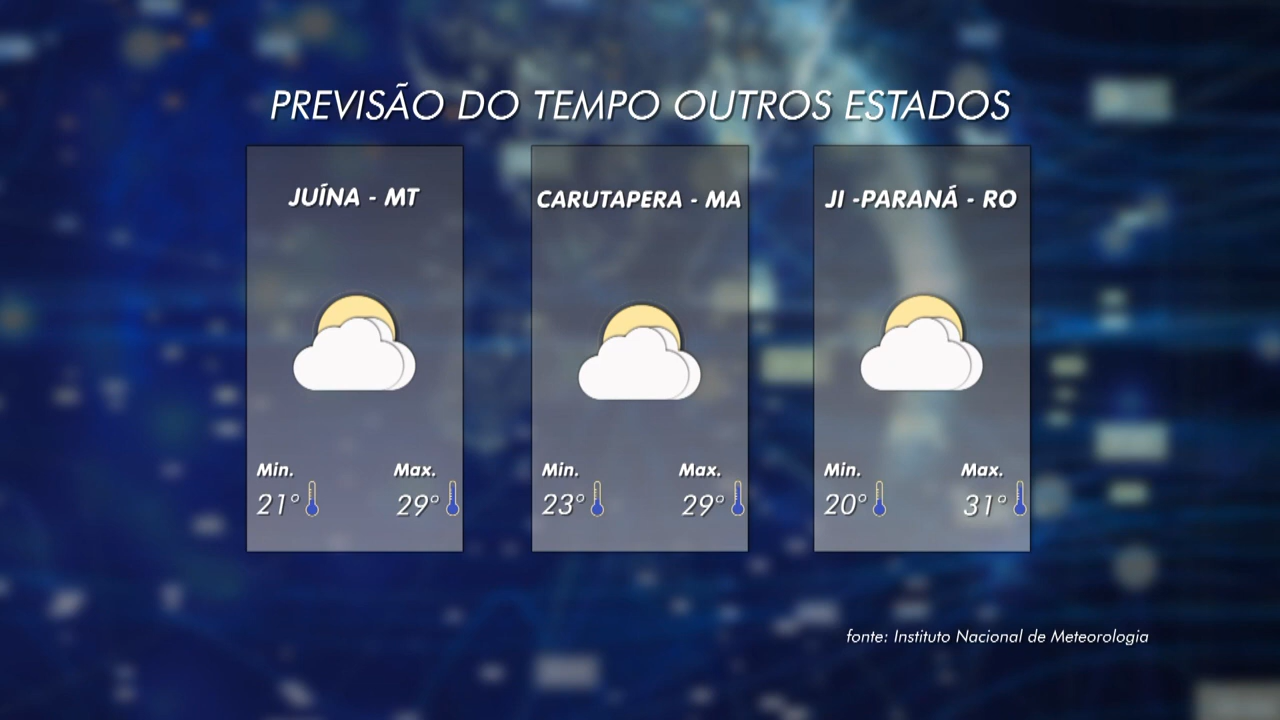 PREVISÃO DO TEMPO OUTROS ESTADOS
JUÍNA - MT
Min. Max.
21° 29°
CARUTAPERA - MA
Min. Max.
23° 29°
JI -PARANÁ - RO
Min. Max.
20° 31°
fonte: Instituto Nacional de Meteorologia